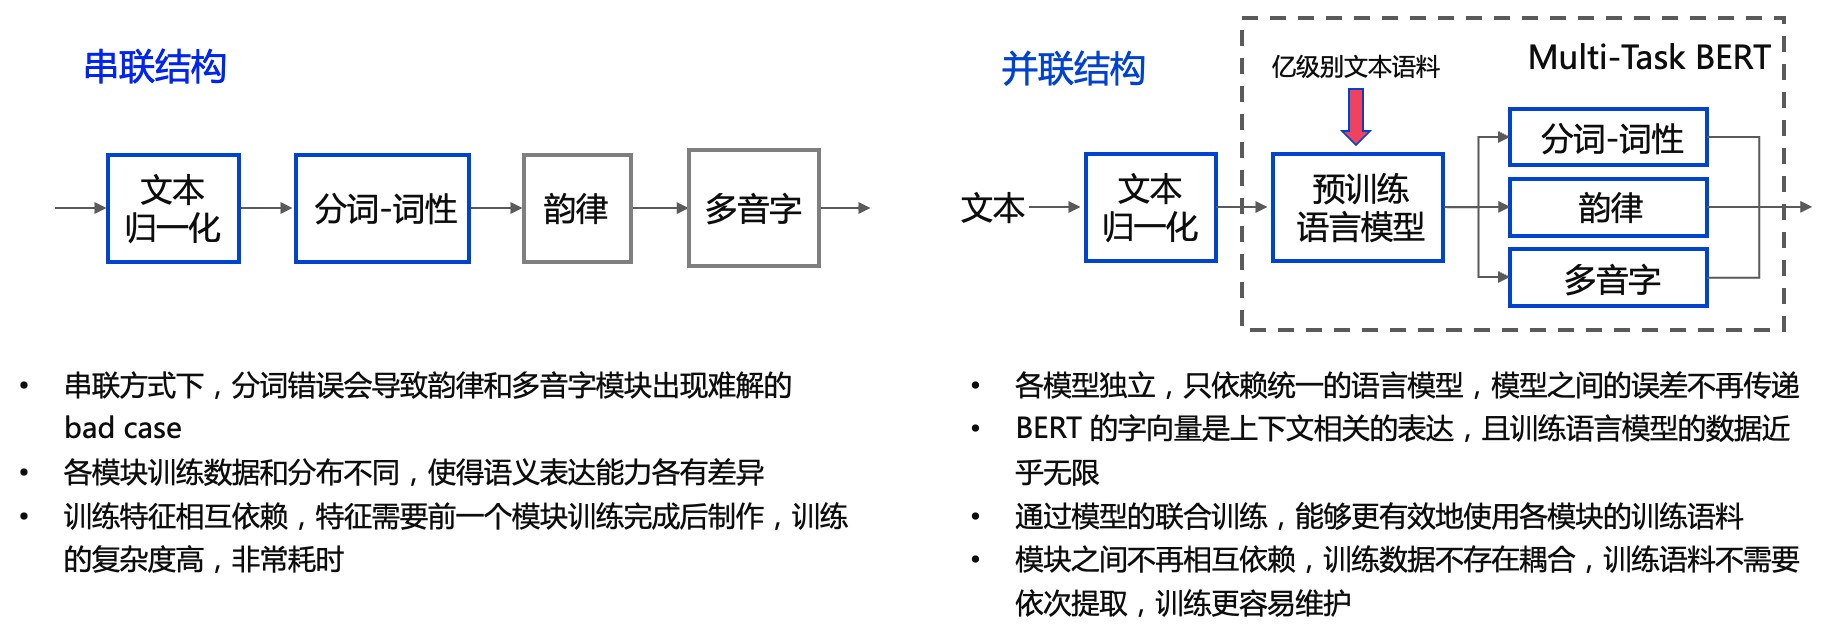 串联结构
文本
归一化
分词-词性
韵律
多音字
• 串联方式下，分词错误会导致韵律和多音字模块出现难解的
bad case
• 各模块训练数据和分布不同，使得语义表达能力各有差异
• 训练特征相互依赖，特征需要前一个模块训练完成后制作，训练
的复杂度高，非常耗时
并联结构
亿级别文本语料
Multi-Task BERT
文本
文本
归一化
预训练
语言模型
分词-词性
韵律
多音字
• 各模型独立，只依赖统一的语言模型，模型之间的误差不再传递
• BERT 的字向量是上下文相关的表达，且训练语言模型的数据近
乎无限
• 通过模型的联合训练，能够更有效地使用各模块的训练语料
• 模块之间不再相互依赖，训练数据不存在耦合，训练语料不需要
依次提取，训练更容易维护